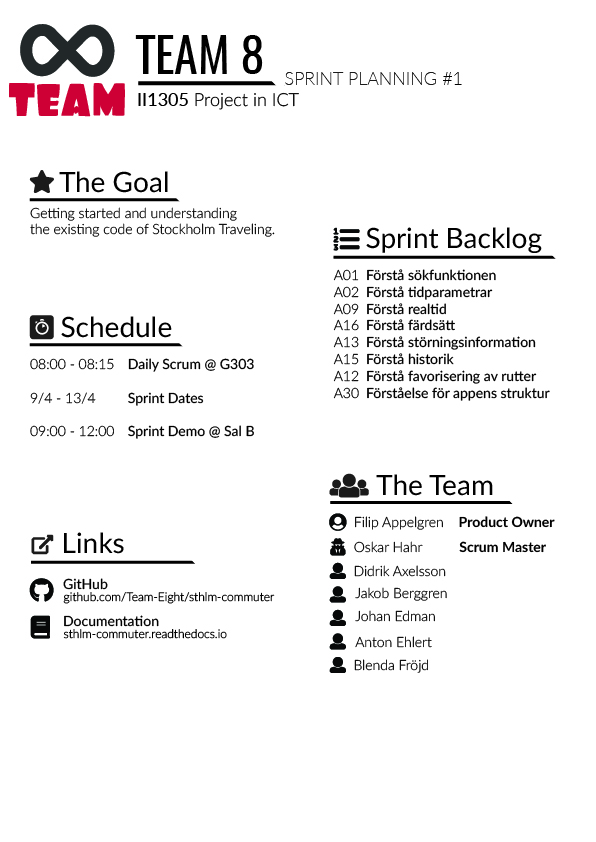 TEAM
TEAM 8
SPRINT PLANNING #1
II1305 Project in ICT
The Goal
Getting started and understanding
the existing code of Stockholm Traveling.
Schedule
08:00 - 08:15 Daily Scrum @ G303
9/4 - 13/4 Sprint Dates
09:00 - 12:00 Sprint Demo @ Sal B
Links
GitHub
github.com/Team-Eight/sthlm-commuter
Documentation
sthlm-commuter.readthedocs.io
Sprint Backlog
A01 Förstå sökfunktionen
A02 Förstå tidparametrar
A09 Förstå realtid
A16 Förstå färdsätt
A13 Förstå störningsinformation
A15 Förstå historik
A12 Förstå favorisering av rutter
A30 Förståelse för appens struktur
The Team
Filip Appelgren Product Owner
Oskar Hahr Scrum Master
Didrik Axelsson
Jakob Berggren
Johan Edman
Anton Ehlert
Blenda Fröjd